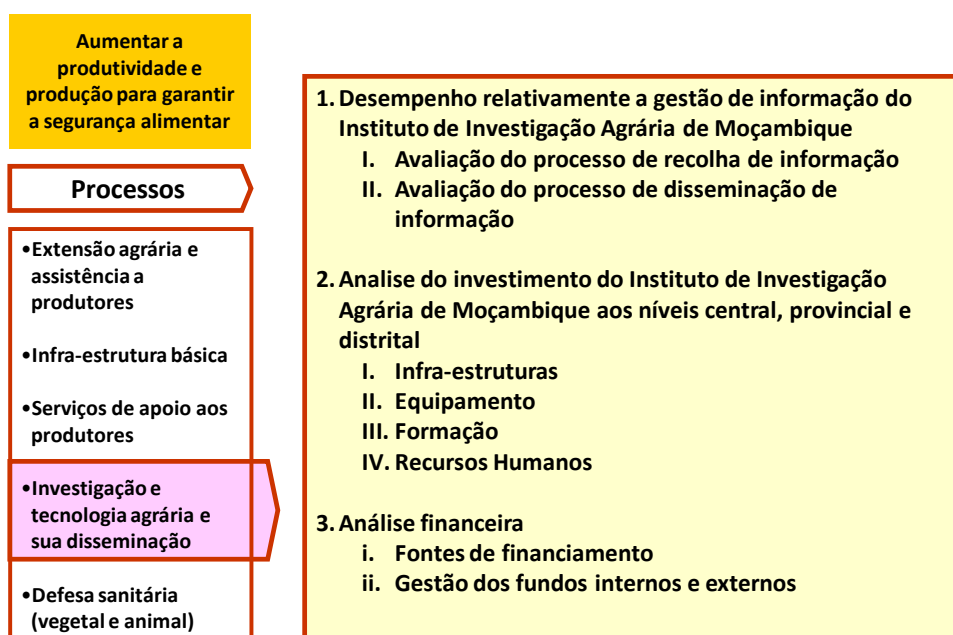 Aumentar a
produtividade e
produção para garantir
a segurança alimentar
Processos
•Extensão agrária e
assistência a
produtores
•Infra-estrutura básica
•Serviços de apoio aos
produtores
•Investigação e
tecnologia agrária e
sua disseminação
•Defesa sanitária
(vegetal e animal)
1. Desempenho relativamente a gestão de informação do
Instituto de Investigação Agrária de Moçambique
I. Avaliação do processo de recolha de informação
II. Avaliação do processo de disseminação de
informação
2. Analise do investimento do Instituto de Investigação
Agrária de Moçambique aos níveis central, provincial e
distrital
I. Infra-estruturas
II. Equipamento
III. Formação
IV. Recursos Humanos
3. Análise financeira
i. Fontes de financiamento
ii. Gestão dos fundos internos e externos